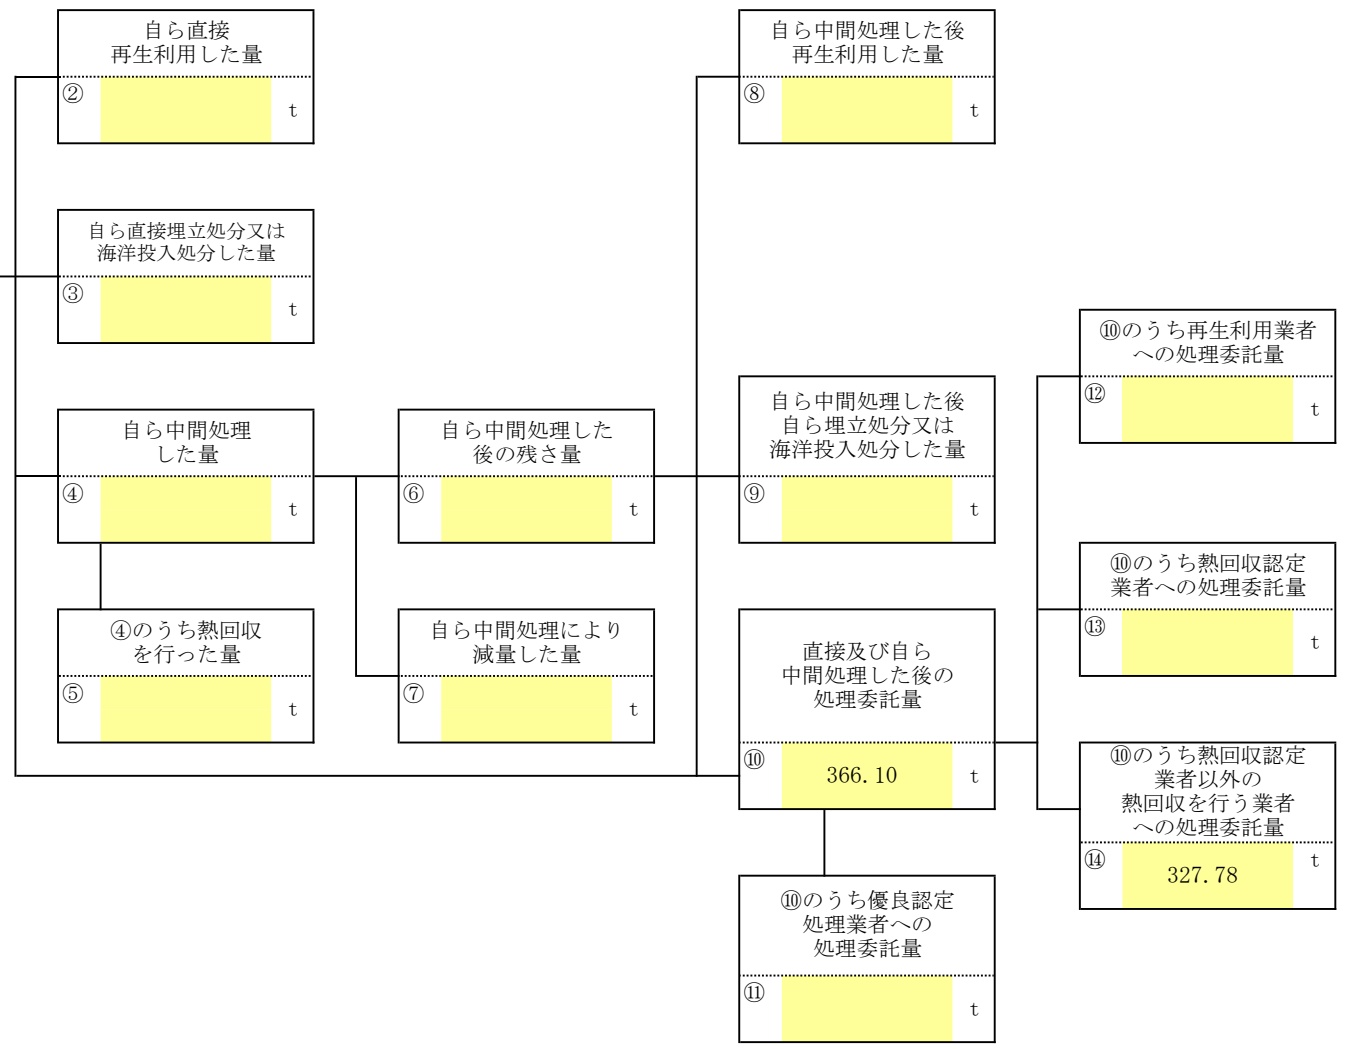 自ら直接
再生利用した量
②
t
自ら中間処理した後
再生利用した量
⑧
t
自ら直接埋立処分又は
海洋投入処分した量
③
t
⑩のうち再生利用業者
への処理委託量
⑫
t
自ら中間処理
した量
④
t
自ら中間処理した
後の残さ量
⑥
t
自ら中間処理した後
自ら埋立処分又は
海洋投入処分した量
⑨
t
⑩のうち熱回収認定
業者への処理委託量
⑬
t
④のうち熱回収
を行った量
⑤
t
自ら中間処理により
減量した量
⑦
t
直接及び自ら
中間処理した後の
処理委託量
⑩
366.10
t
⑩のうち熱回収認定
業者以外の
熱回収を行う業者
への処理委託量
⑭
327.78
t
⑩のうち優良認定
処理業者への
処理委託量
⑪
t